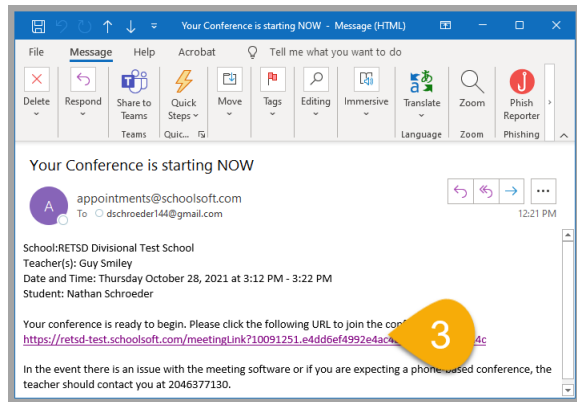 Your Conference is starting NOW - Message (HTML)
File Message Help Acrobat Tell me what you want to do
Delete Respond Share to Teams Quick Steps Move Tags Editing Immersive Translate Zoom Phish Reporter
Teams Quic... Language Zoom Phishing
Your Conference is starting NOW
A
appointments@schoolsoft.com
To dschroeder144@gmail.com
12:21 PM
School:RETSD Divisional Test School
Teacher(s): Guy Smiley
Date and Time: Thursday October 28, 2021 at 3:12 PM - 3:22 PM
Student: Nathan Schroeder
Your conference is ready to begin. Please click the following URL to join the
https://retsd-test.schoolsoft.com/meetingLink?10091251.e4dd6ef4992e4ac4
3
In the event there is an issue with the meeting software or if you are expecting a phone-based conference, the
teacher should contact you at 2046377130.